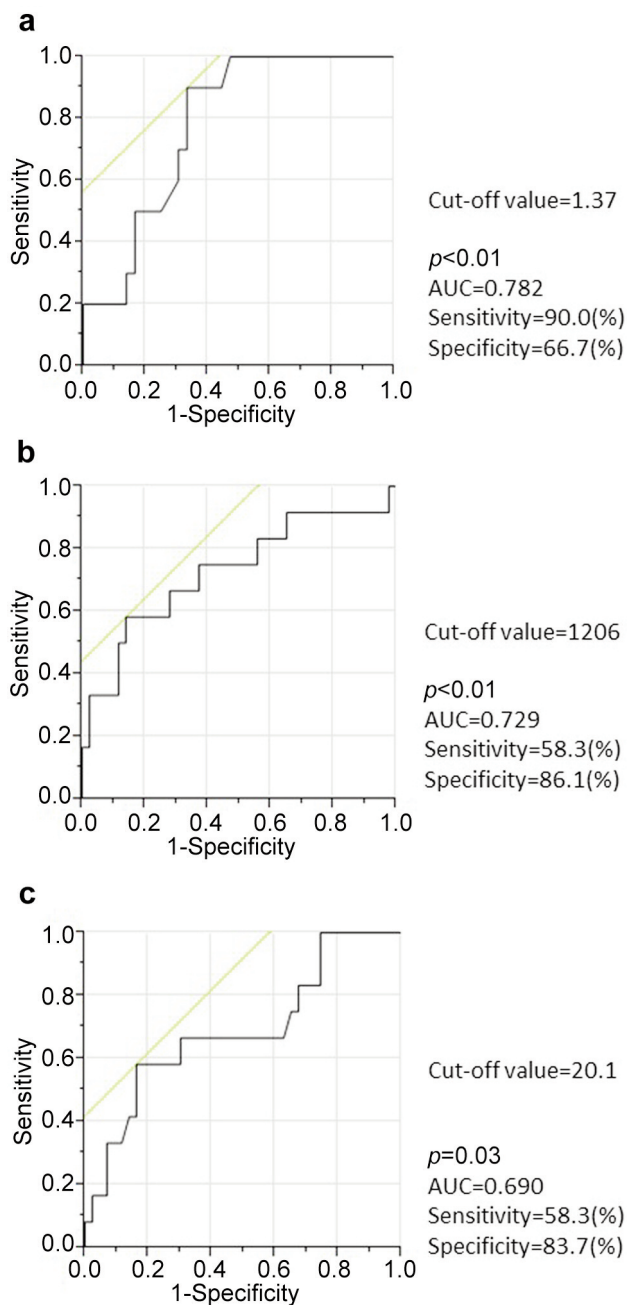 a
1.0
0.8
0.6
0.4
0.2
0.0
Sensitivity
0.0 0.2 0.4 0.6 0.8 1.0
1-Specificity
Cut-off value=1.37
p<0.01
AUC=0.782
Sensitivity=90.0(%)
Specificity=66.7(%)
b
1.0
0.8
0.6
0.4
0.2
0.0
Sensitivity
0.0 0.2 0.4 0.6 0.8 1.0
1-Specificity
Cut-off value=1206
p<0.01
AUC=0.729
Sensitivity=58.3(%)
Specificity=86.1(%)
c
1.0
0.8
0.6
0.4
0.2
0.0
Sensitivity
0.0 0.2 0.4 0.6 0.8 1.0
1-Specificity
Cut-off value=20.1
p=0.03
AUC=0.690
Sensitivity=58.3(%)
Specificity=83.7(%)